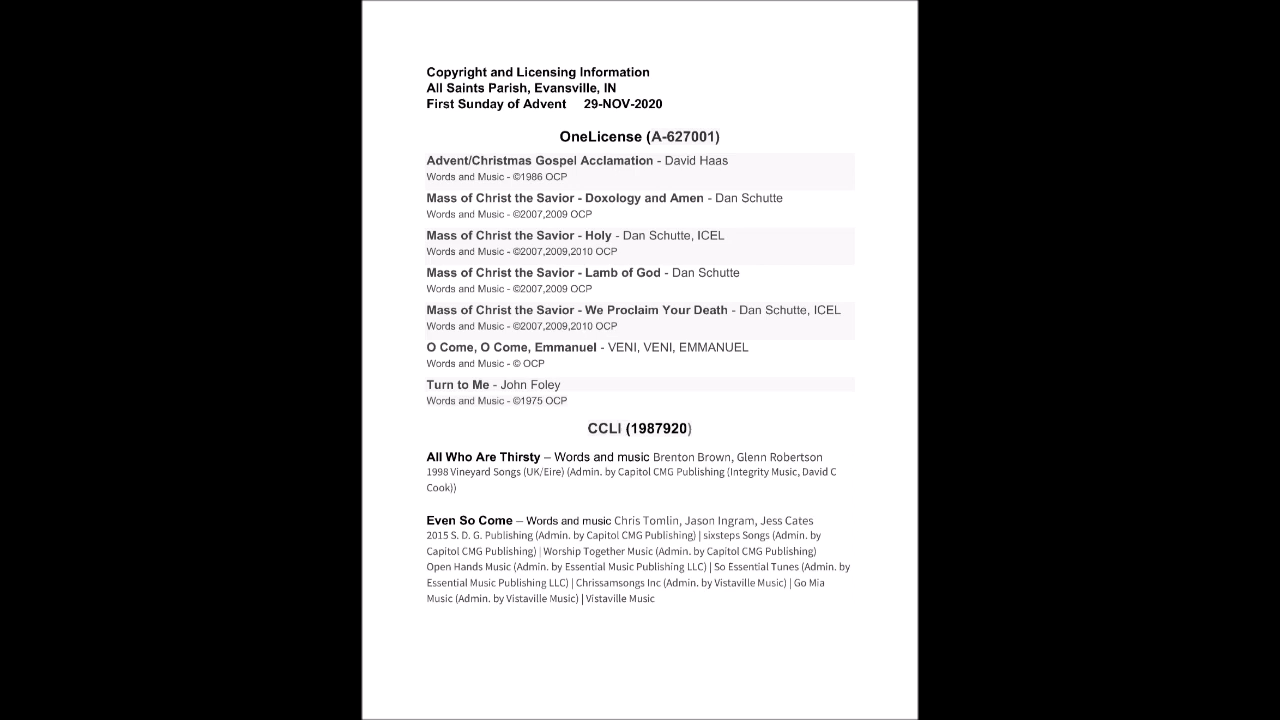 Copyright and Licensing Information
All Saints Parish, Evansville, IN
First Sunday of Advent 29-NOV-2020
OneLicense (A-627001)
Advent/Christmas Gospel Acclamation - David Haas
Words and Music - ©1986 OCP
Mass of Christ the Savior - Doxology and Amen - Dan Schutte
Words and Music - ©2007,2009 OCP
Mass of Christ the Savior - Holy - Dan Schutte, ICEL
Words and Music - ©2007,2009,2010 OCP
Mass of Christ the Savior - Lamb of God - Dan Schutte
Words and Music - ©2007,2009 OCP
Mass of Christ the Savior - We Proclaim Your Death - Dan Schutte, ICEL
Words and Music - ©2007,2009,2010 OCP
O Come, O Come, Emmanuel - VENI, VENI, EMMANUEL
Words and Music - © OCP
Turn to Me - John Foley
Words and Music - ©1975 OCP
CCLI (1987920)
All Who Are Thirsty – Words and music Brenton Brown, Glenn Robertson
1998 Vineyard Songs (UK/Eire) (Admin. by Capitol CMG Publishing (Integrity Music, David C
Cook))
Even So Come – Words and music Chris Tomlin, Jason Ingram, Jess Cates
2015 S. D. G. Publishing (Admin. by Capitol CMG Publishing) | sixsteps Songs (Admin. by
Capitol CMG Publishing) | Worship Together Music (Admin. by Capitol CMG Publishing)
Open Hands Music (Admin. by Essential Music Publishing LLC) | So Essential Tunes (Admin. by
Essential Music Publishing LLC) | Chrissamsongs Inc (Admin. by Vistaville Music) | Go Mia
Music (Admin. by Vistaville Music) | Vistaville Music